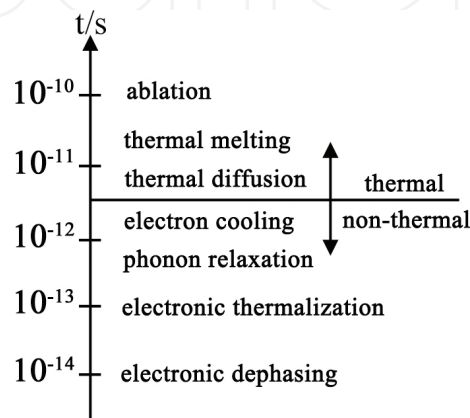 t/s
10⁻¹⁰ ablation
thermal melting
10⁻¹¹
thermal diffusion
thermal
electron cooling
non-thermal
10⁻¹²
phonon relaxation
10⁻¹³ electronic thermalization
10⁻¹⁴ electronic dephasing